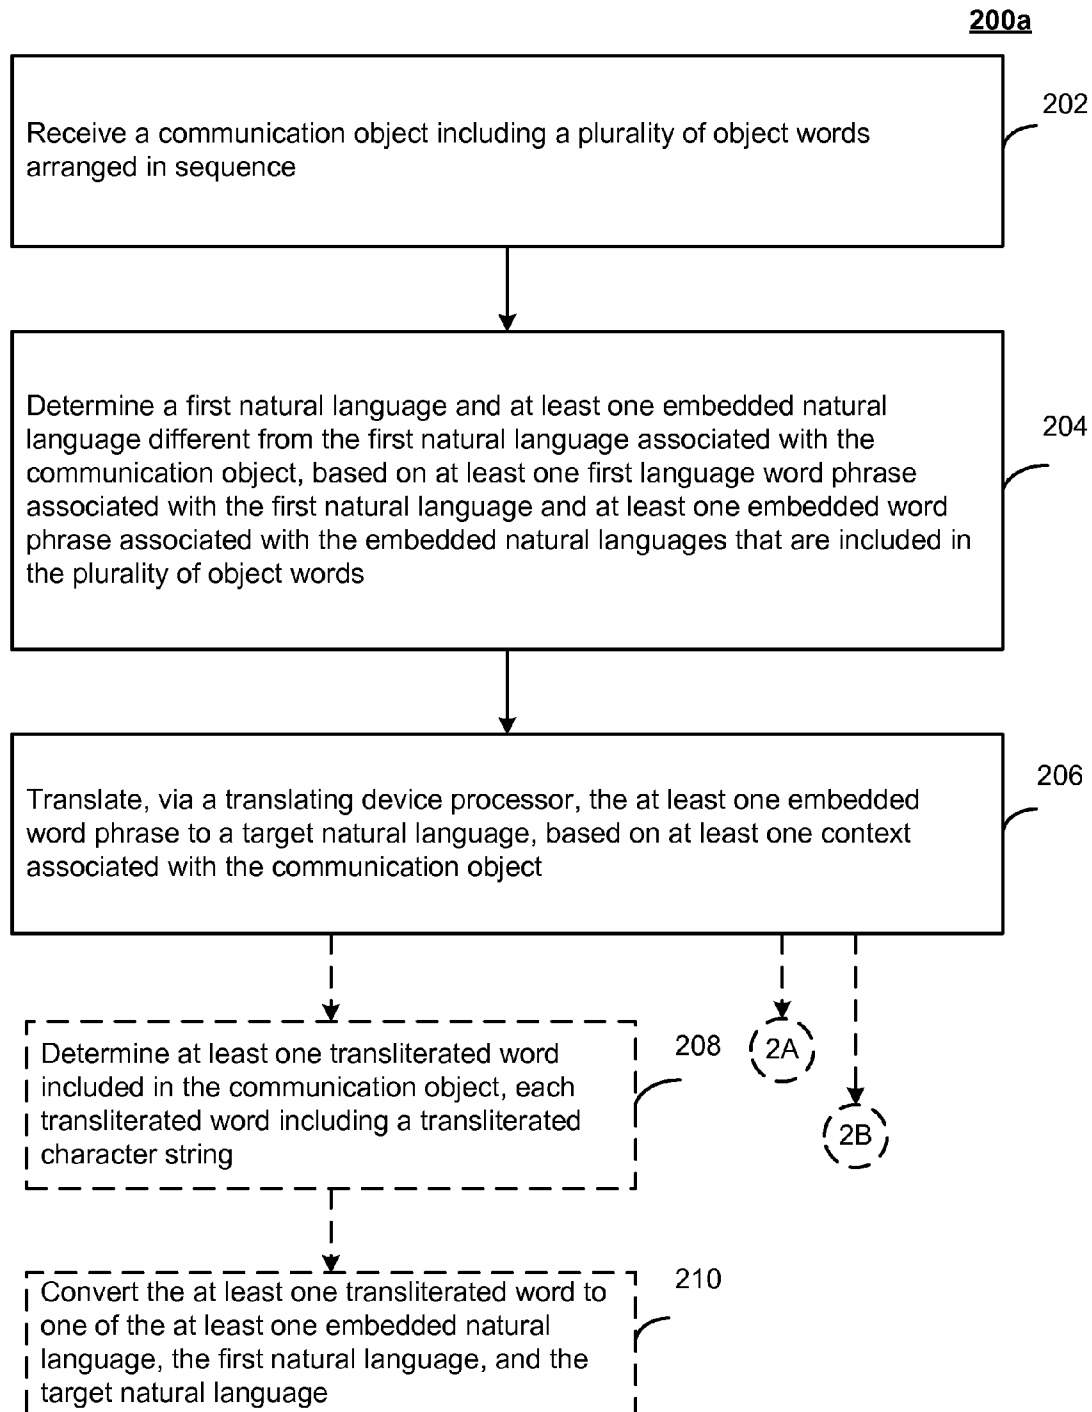 200a
Receive a communication object including a plurality of object words
arranged in sequence
202
Determine a first natural language and at least one embedded natural
language different from the first natural language associated with the
communication object, based on at least one first language word phrase
associated with the first natural language and at least one embedded word
phrase associated with the embedded natural languages that are included in
the plurality of object words
204
Translate, via a translating device processor, the at least one embedded
word phrase to a target natural language, based on at least one context
associated with the communication object
206
Determine at least one transliterated word
included in the communication object, each
transliterated word including a transliterated
character string
208
2A
2B
Convert the at least one transliterated word to
one of the at least one embedded natural
language, the first natural language, and the
target natural language
210